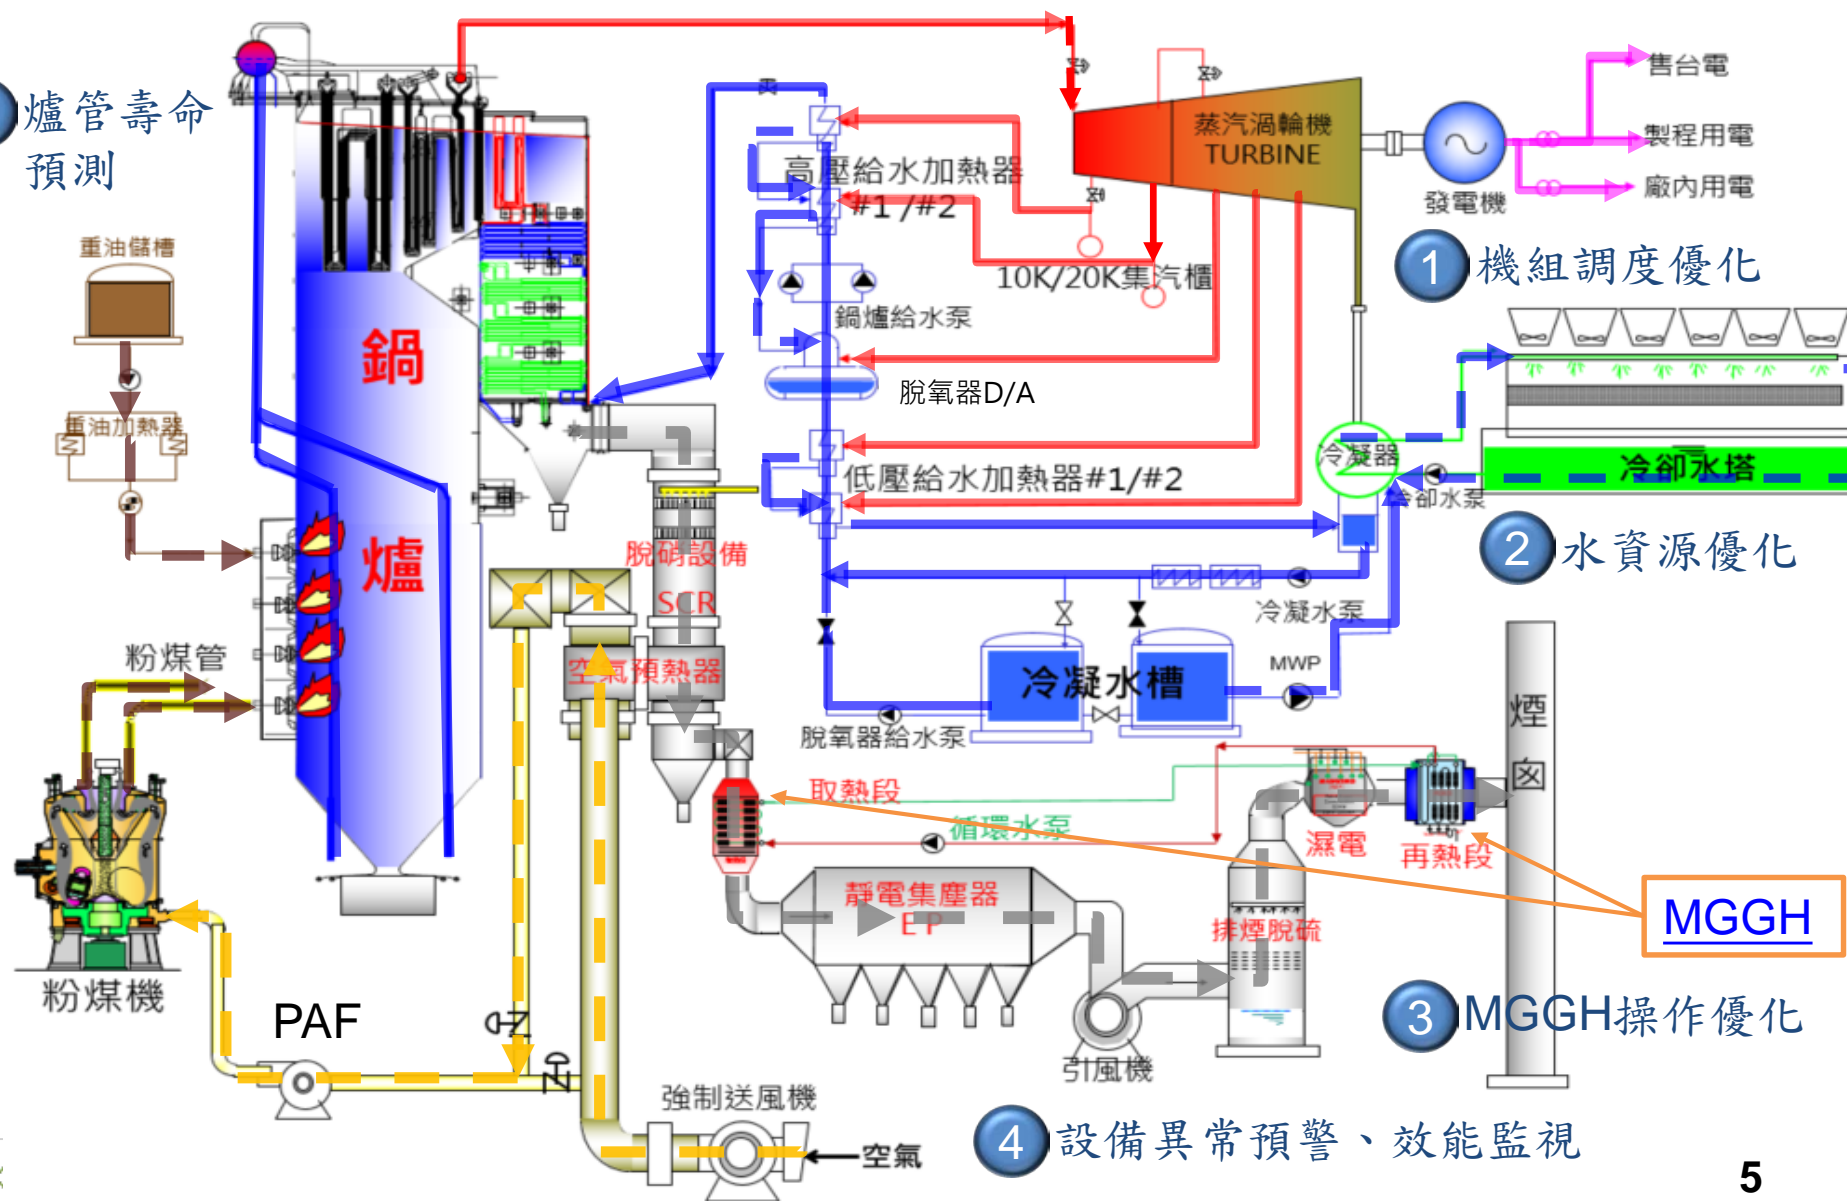 爐管壽命
預測
重油儲槽
重油加熱器
鍋
爐
粉煤管
粉煤機
PAF
強制送風機
空氣
空氣預熱器
脫硝設備
SCR
高壓給水加熱器
#1/#2
鍋爐給水泵
脫氧器D/A
10K/20K集汽櫃
低壓給水加熱器#1/#2
蒸汽渦輪機
TURBINE
發電機
售台電
製程用電
廠內用電
1 機組調度優化
冷凝器
冷卻水塔
冷卻水泵
2 水資源優化
冷凝水泵
MWP
冷凝水槽
脫氧器給水泵
取熱段
循環水泵
靜電集塵器
EP
引風機
排煙脫硫
濕電
再熱段
煙
囪
MGGH
3 MGGH操作優化
4 設備異常預警、效能監視
5